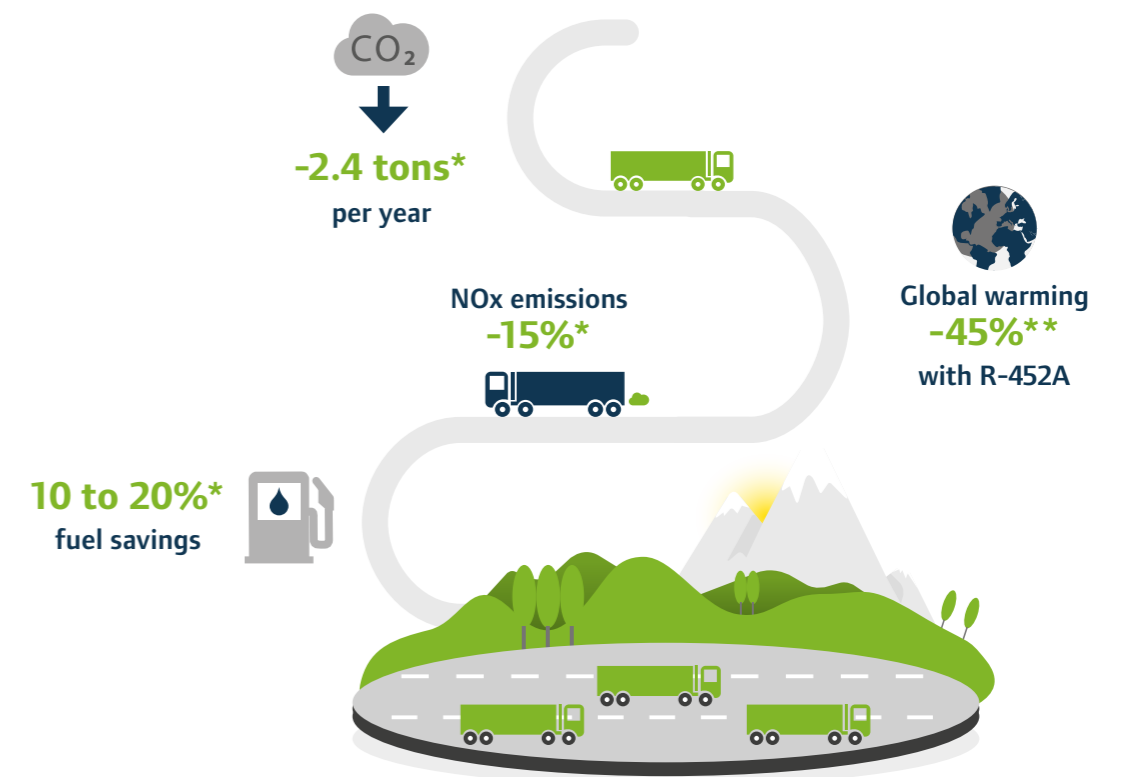 CO₂
-2.4 tons*
per year
NOx emissions
-15%*
Global warming
-45%**
with R-452A
10 to 20%*
fuel savings